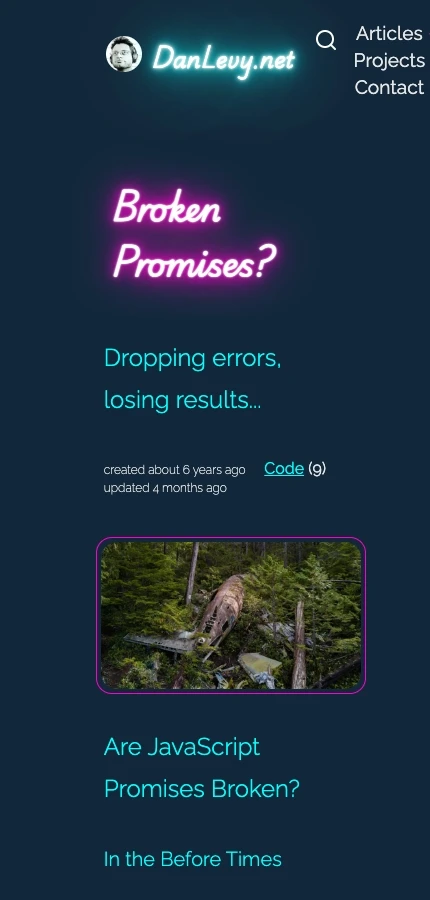 DanLevy.net
Articles
Projects
Contact
Broken
Promises?
Dropping errors,
losing results...
created about 6 years ago
Code (9)
updated 4 months ago
Are JavaScript
Promises Broken?
In the Before Times